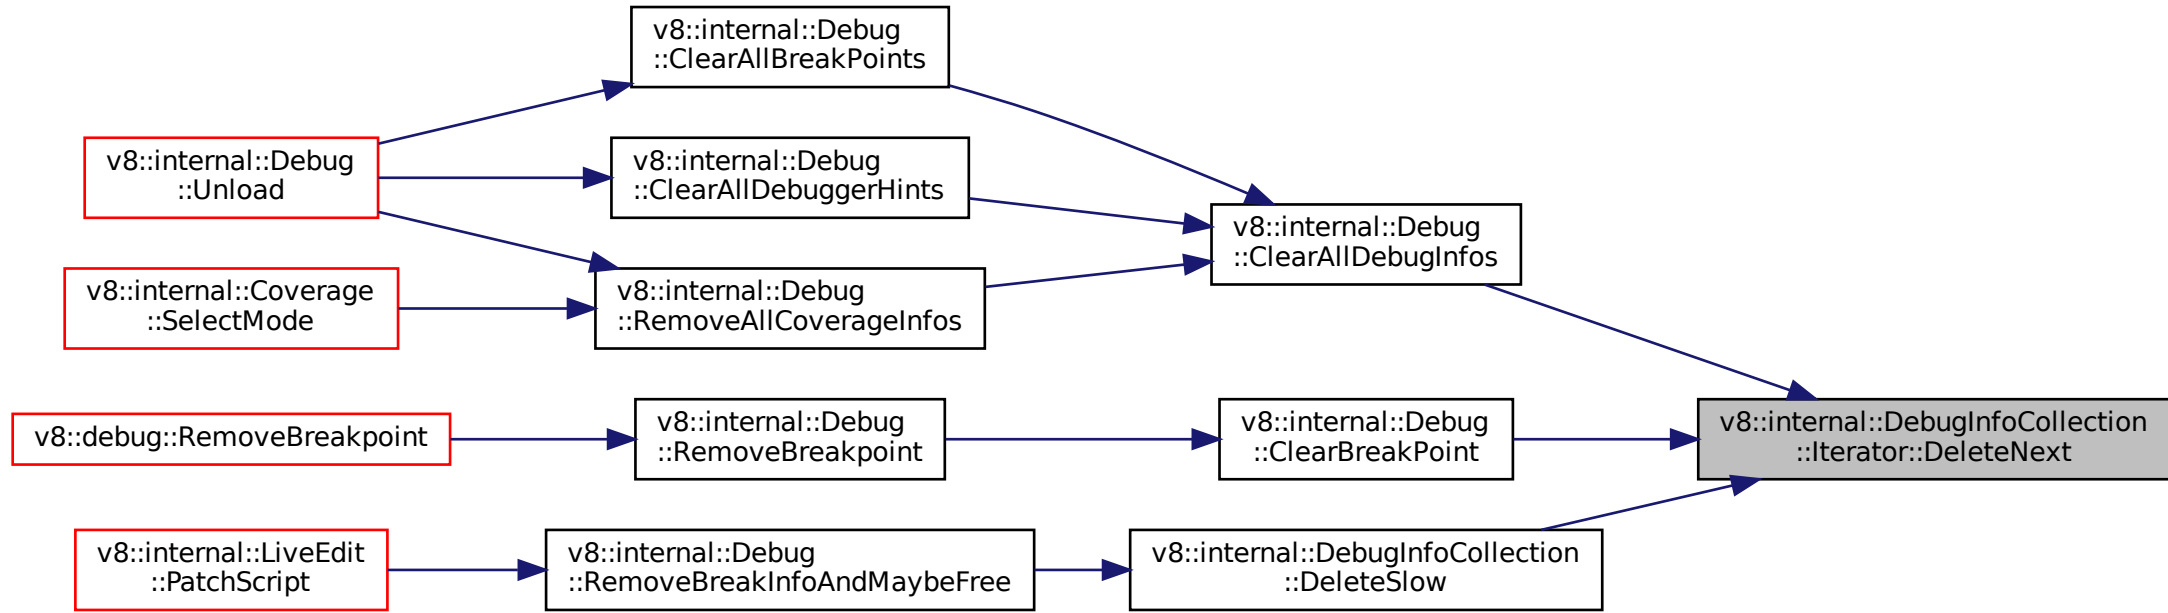 v8::internal::Debug
::ClearAllBreakPoints
v8::internal::Debug
::Unload
v8::internal::Debug
::ClearAllDebuggerHints
v8::internal::Debug
::ClearAllDebugInfos
v8::internal::Coverage
::SelectMode
v8::internal::Debug
::RemoveAllCoverageInfos
v8::debug::RemoveBreakpoint
v8::internal::Debug
::RemoveBreakpoint
v8::internal::Debug
::ClearBreakPoint
v8::internal::DebugInfoCollection
::Iterator::DeleteNext
v8::internal::LiveEdit
::PatchScript
v8::internal::Debug
::RemoveBreakInfoAndMaybeFree
v8::internal::DebugInfoCollection
::DeleteSlow